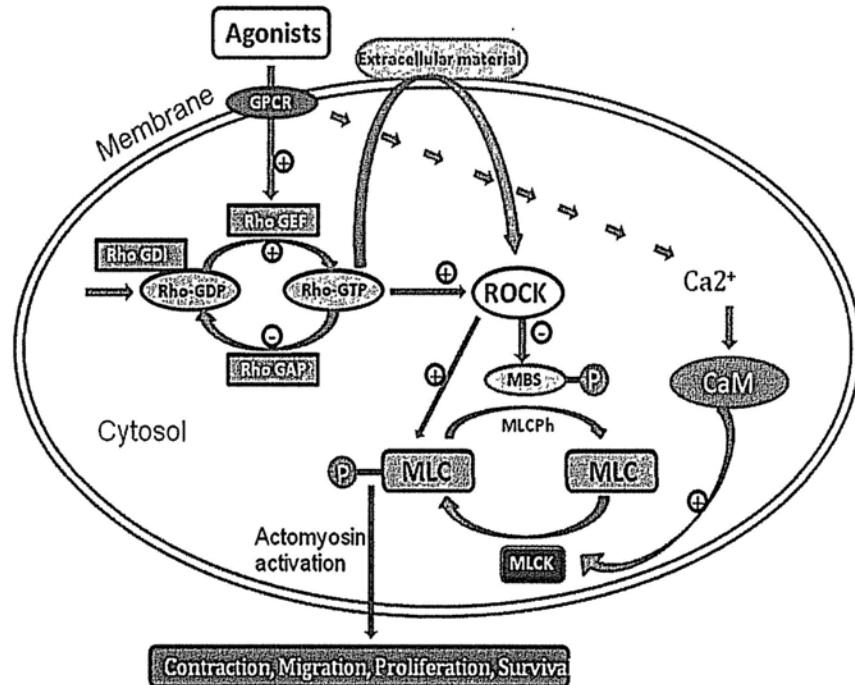 Agonists
Extracellular material
GPCR
Membrane
+
Rho GEF
+
Rho GDI
Rho-GDP
Rho-GTP
+
ROCK
Ca2+
-
Rho GAP
-
+
MBS
P
CaM
Cytosol
MLCPh
P
MLC
MLC
+
Actomyosin
activation
MLCK
Contraction, Migration, Proliferation, Surviva